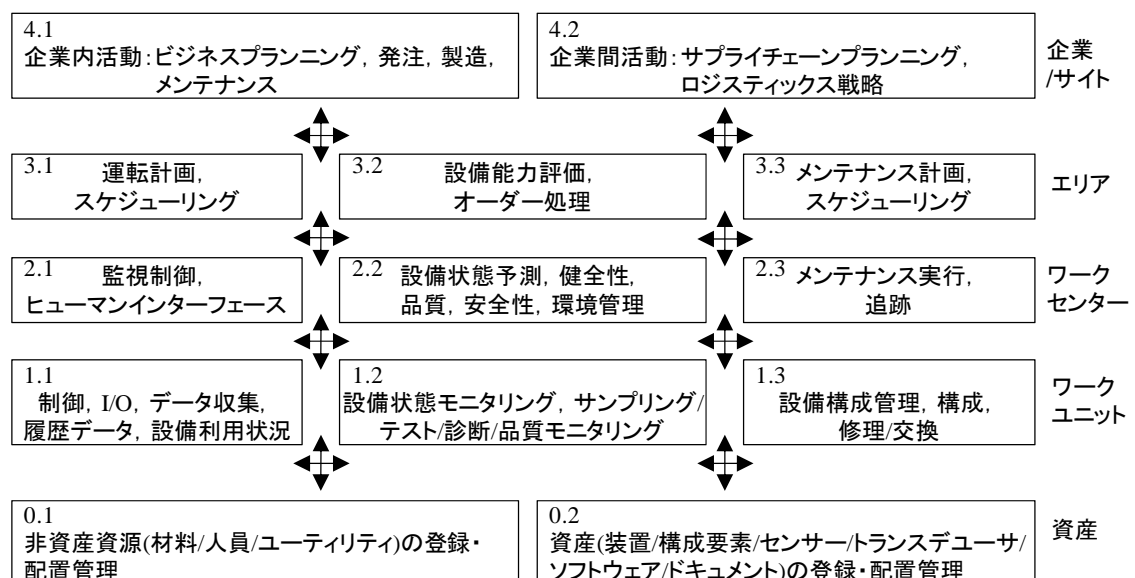 4.1
企業内活動:ビジネスプランニング, 発注, 製造,
メンテナンス
4.2
企業間活動:サプライチェーンプランニング,
ロジスティックス戦略
企業
/サイト
3.1 運転計画,
スケジューリング
3.2 設備能力評価,
オーダー処理
3.3 メンテナンス計画,
スケジューリング
エリア
2.1 監視制御,
ヒューマンインターフェース
2.2 設備状態予測, 健全性,
品質, 安全性, 環境管理
2.3 メンテナンス実行,
追跡
ワーク
センター
1.1
制御, I/O, データ収集,
履歴データ, 設備利用状況
1.2
設備状態モニタリング, サンプリング/
テスト/診断/品質モニタリング
1.3
設備構成管理, 構成,
修理/交換
ワーク
ユニット
0.1
非資産資源(材料/人員/ユーティリティ)の登録・
配置管理
0.2
資産(装置/構成要素/センサー/トランスデューサ/
ソフトウェア/ドキュメント)の登録・配置管理
資産